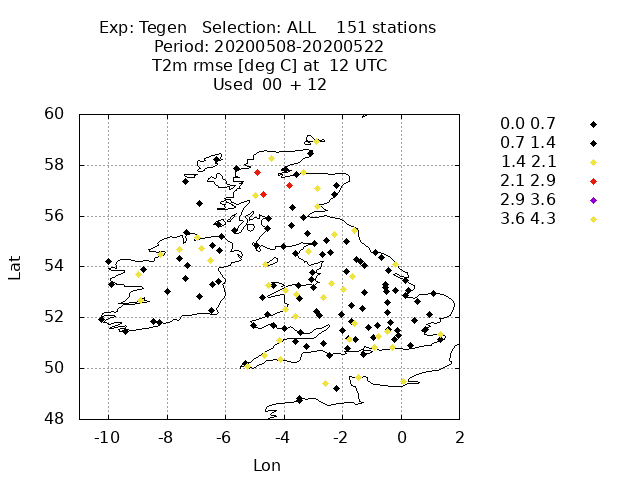 Exp: Tegen Selection: ALL 151 stations
Period: 20200508-20200522
T2m rmse [deg C] at 12 UTC
Used 00 + 12
60
58
56
54
52
50
48
Lat
-10 -8 -6 -4 -2 0 2
Lon
0.0 0.7
0.7 1.4
1.4 2.1
2.1 2.9
2.9 3.6
3.6 4.3